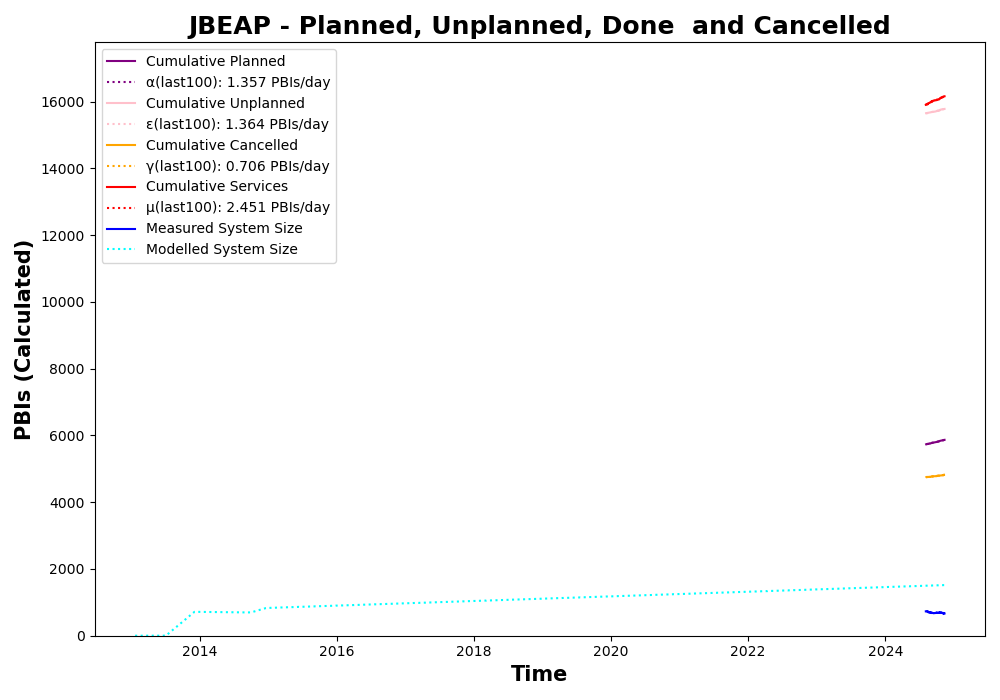 JBEAP - Planned, Unplanned, Done  and Cancelled
Cumulative Planned
α(last100): 1.357 PBIs/day
Cumulative Unplanned
ε(last100): 1.364 PBIs/day
Cumulative Cancelled
γ(last100): 0.706 PBIs/day
Cumulative Services
μ(last100): 2.451 PBIs/day
Measured System Size
Modelled System Size
PBIs (Calculated)
16000
14000
12000
10000
8000
6000
4000
2000
0
2014
2016
2018
2020
2022
2024
Time